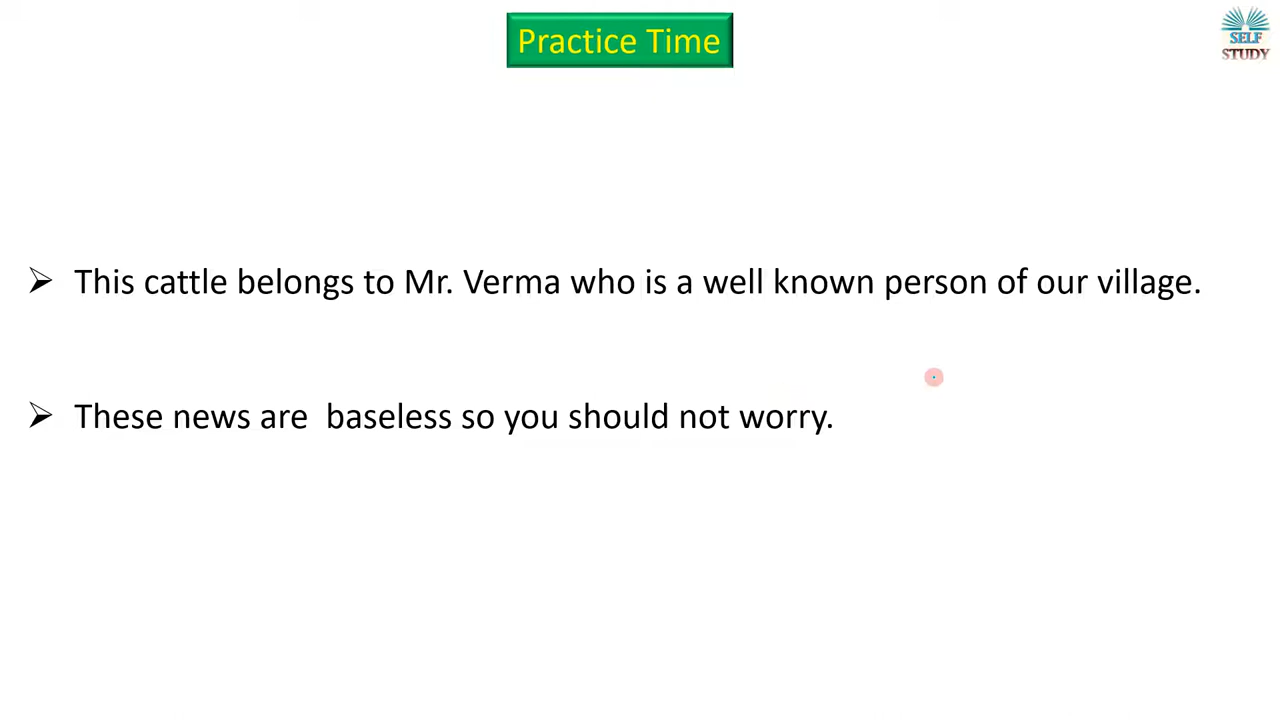 Practice Time
SELF
STUDY
➢ This cattle belongs to Mr. Verma who is a well known person of our village.
➢ These news are baseless so you should not worry.